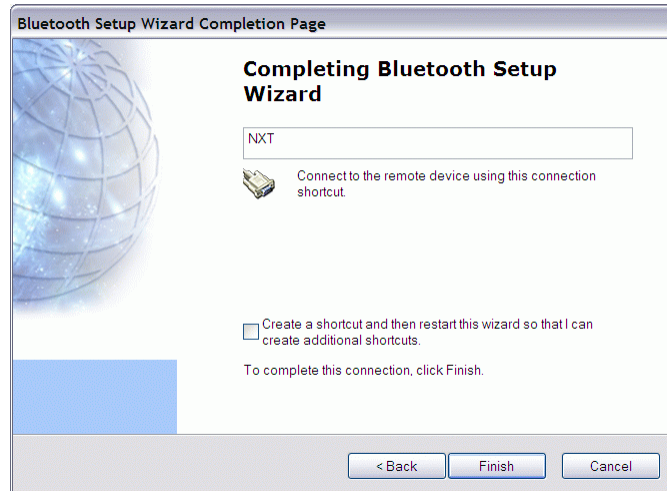 Bluetooth Setup Wizard Completion Page
Completing Bluetooth Setup
Wizard
NXT
Connect to the remote device using this connection
shortcut.
Create a shortcut and then restart this wizard so that I can
create additional shortcuts.
To complete this connection, click Finish.
< Back
Finish
Cancel